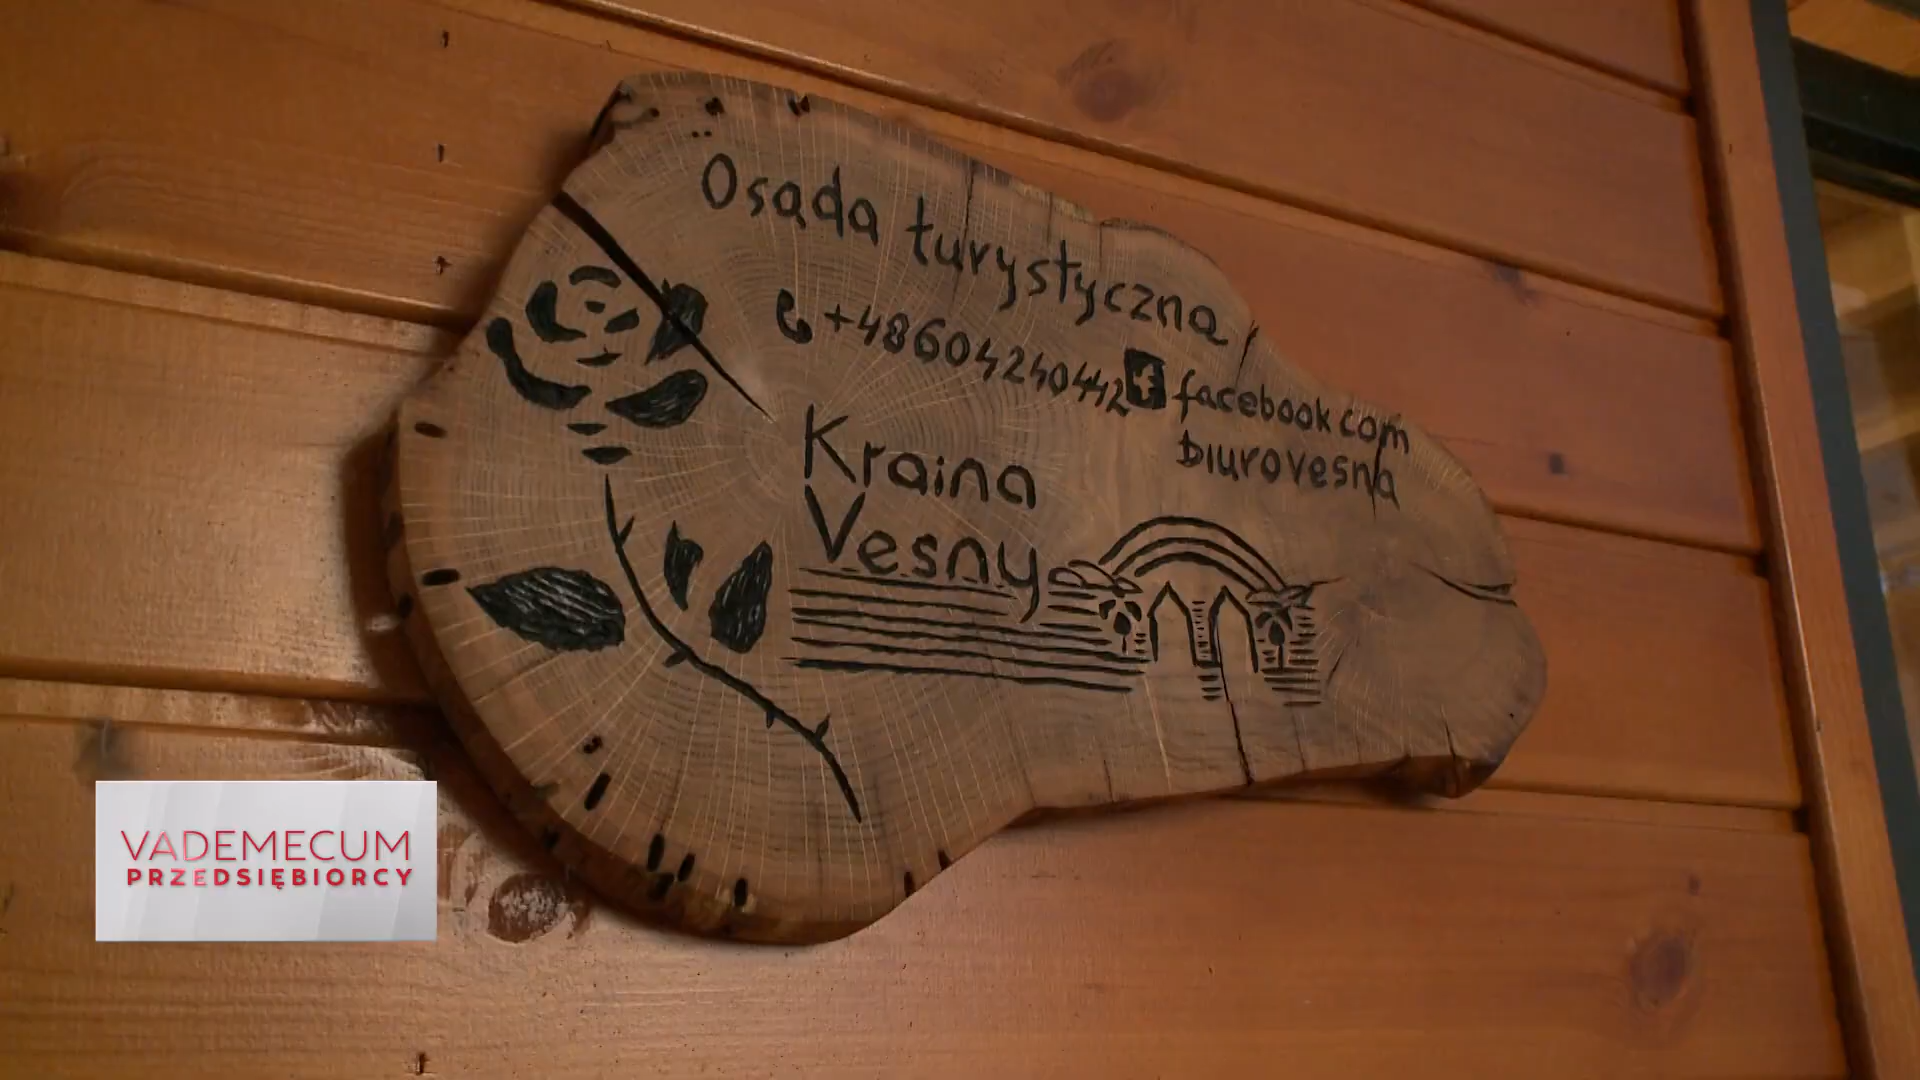 Osada turystyczna
+48604240442 f facebook com
biurovesna
Kraina
Vesny
VADEMECUM
PRZEDSIĘBIORCY